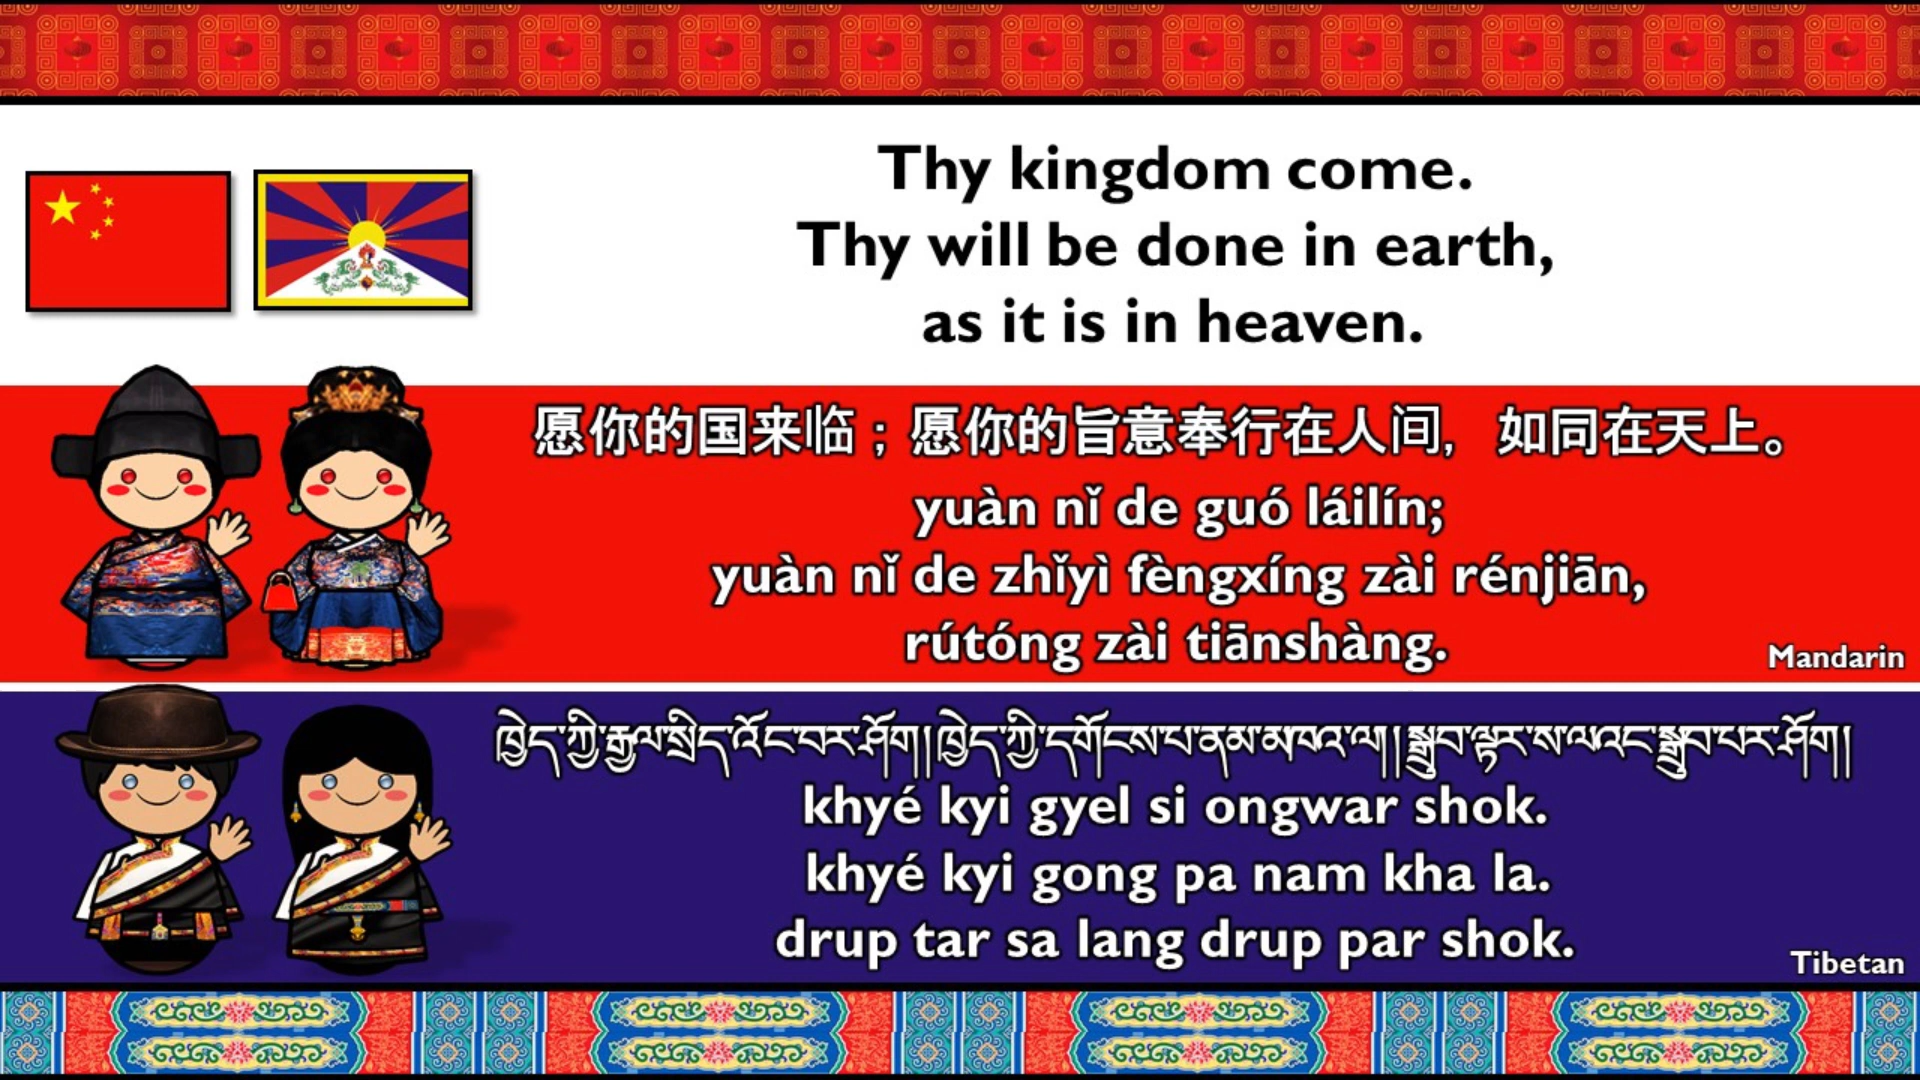 Thy kingdom come.
Thy will be done in earth,
as it is in heaven.
愿你的国来临；愿你的旨意奉行在人间，如同在天上。
yuàn nǐ de guó láilín;
yuàn nǐ de zhǐyì fèngxíng zài rénjiān,
rútóng zài tiānshàng.
Mandarin
ཁྱེད་ཀྱི་རྒྱལ་སྲིད་འོང་བར་ཤོག།ཁྱེད་ཀྱི་དགོངས་པ་ནམ་མཁའ་ལ།།སྒྲུབ་ལྟར་ས་ལའང་སྒྲུབ་པར་ཤོག།
khyé kyi gyel si ongwar shok.
khyé kyi gong pa nam kha la.
drup tar sa lang drup par shok.
Tibetan